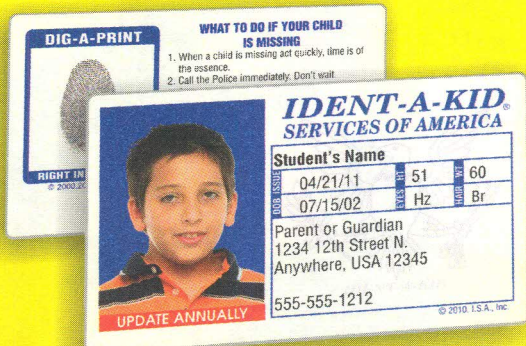 DIG-A-PRINT
WHAT TO DO IF YOUR CHILD
IS MISSING
1. When a child is missing act quickly, time is of
the essence.
2. Call the Police immediately. Don't wait
RIGHT IN
IDENT-A-KID®
SERVICES OF AMERICA
Student's Name
ISSUE 04/21/11 HT 51 WT 60
DOB 07/15/02 EYES Hz HAIR Br
Parent or Guardian
1234 12th Street N.
Anywhere, USA 12345
555-555-1212
UPDATE ANNUALLY
© 2010. I.S.A., Inc.